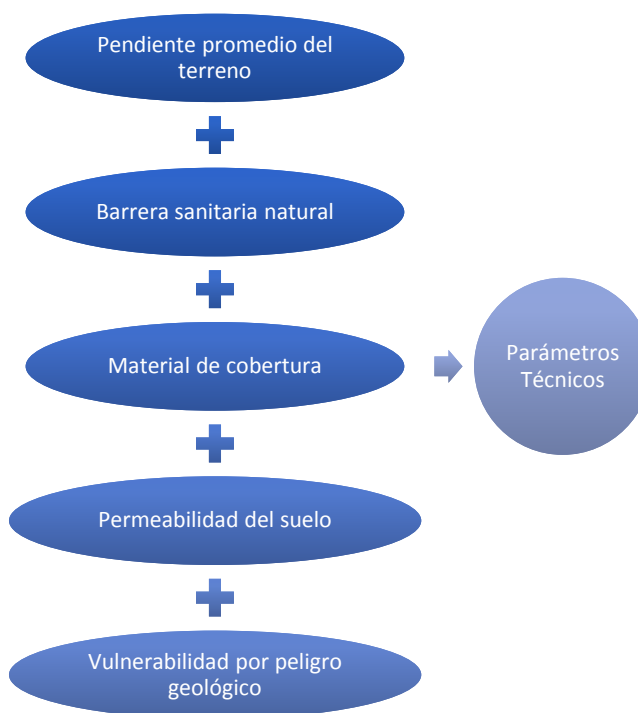 Pendiente promedio del
terreno
Barrera sanitaria natural
Material de cobertura
Parámetros
Técnicos
Permeabilidad del suelo
Vulnerabilidad por peligro
geológico